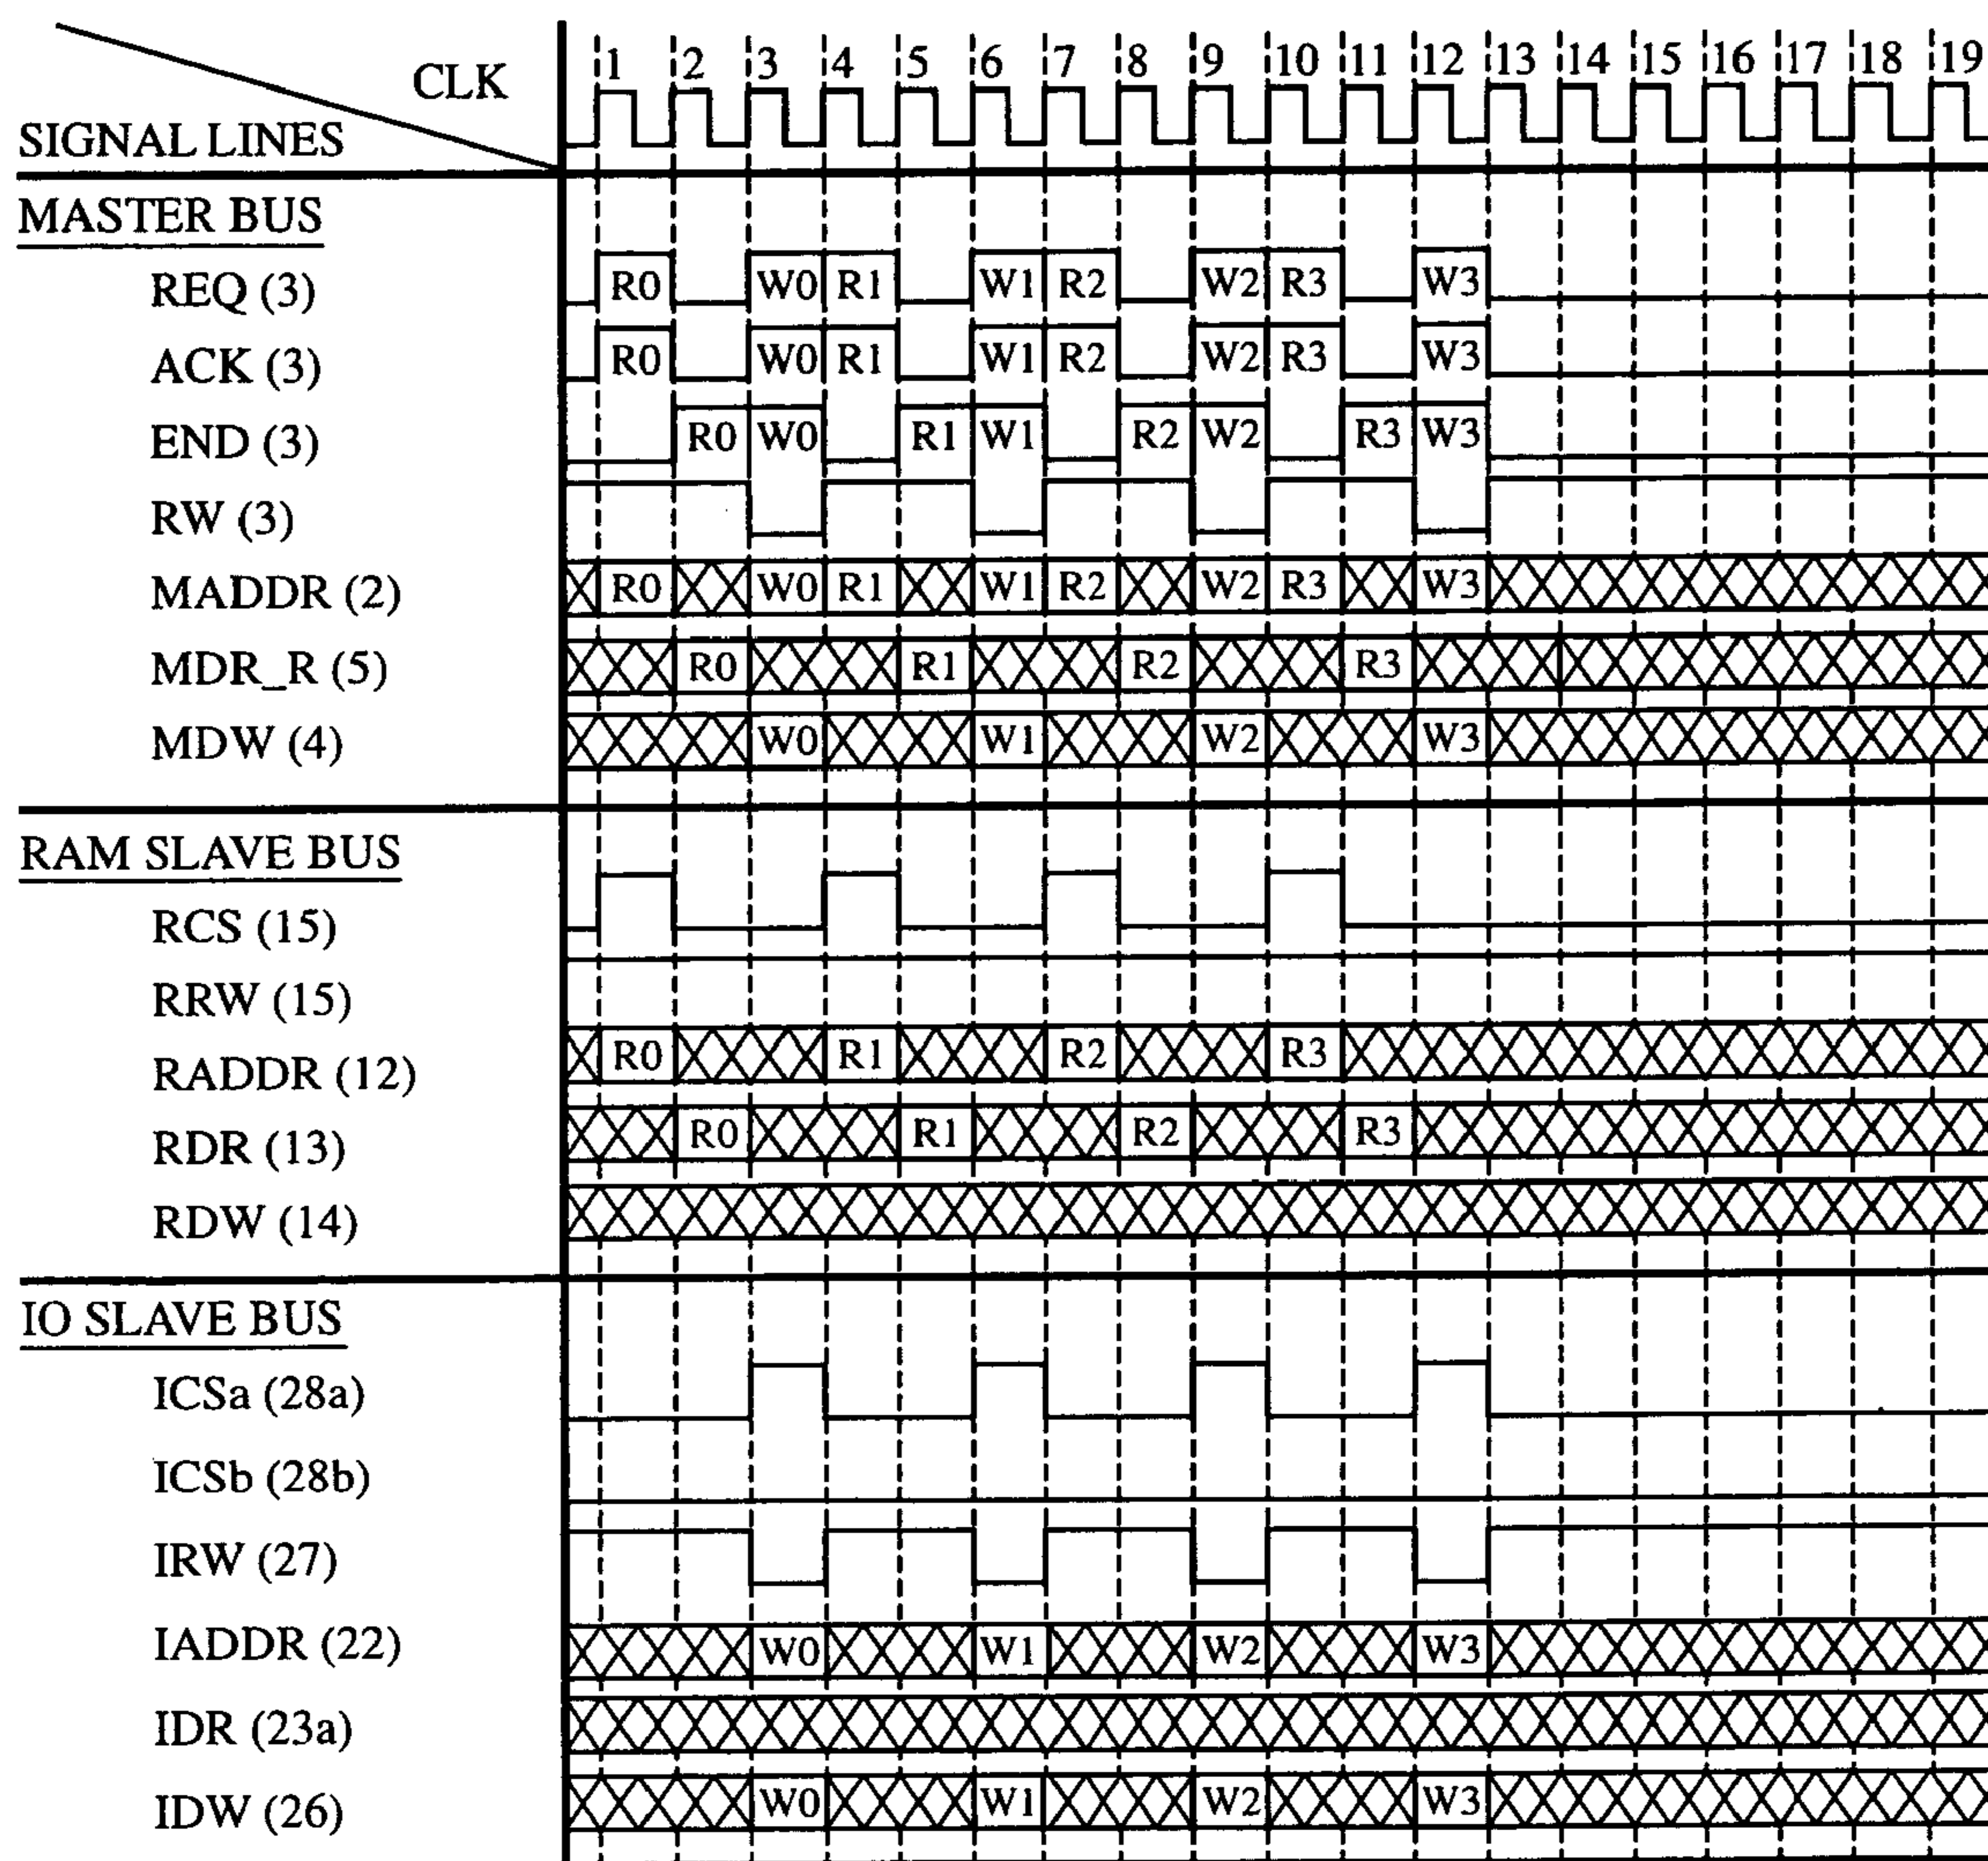 CLK 1 2 3 4 5 6 7 8 9 10 11 12 13 14 15 16 17 18 19
SIGNAL LINES
MASTER BUS
REQ (3) R0 W0 R1 W1 R2 W2 R3 W3
ACK (3) R0 W0 R1 W1 R2 W2 R3 W3
END (3) R0 W0 R1 W1 R2 W2 R3 W3
RW (3)
MADDR (2) R0 W0 R1 W1 R2 W2 R3 W3
MDR_R (5) R0 R1 R2 R3
MDW (4) W0 W1 W2 W3
RAM SLAVE BUS
RCS (15)
RRW (15)
RADDR (12) R0 R1 R2 R3
RDR (13) R0 R1 R2 R3
RDW (14)
IO SLAVE BUS
ICSa (28a)
ICSb (28b)
IRW (27)
IADDR (22) W0 W1 W2 W3
IDR (23a)
IDW (26) W0 W1 W2 W3